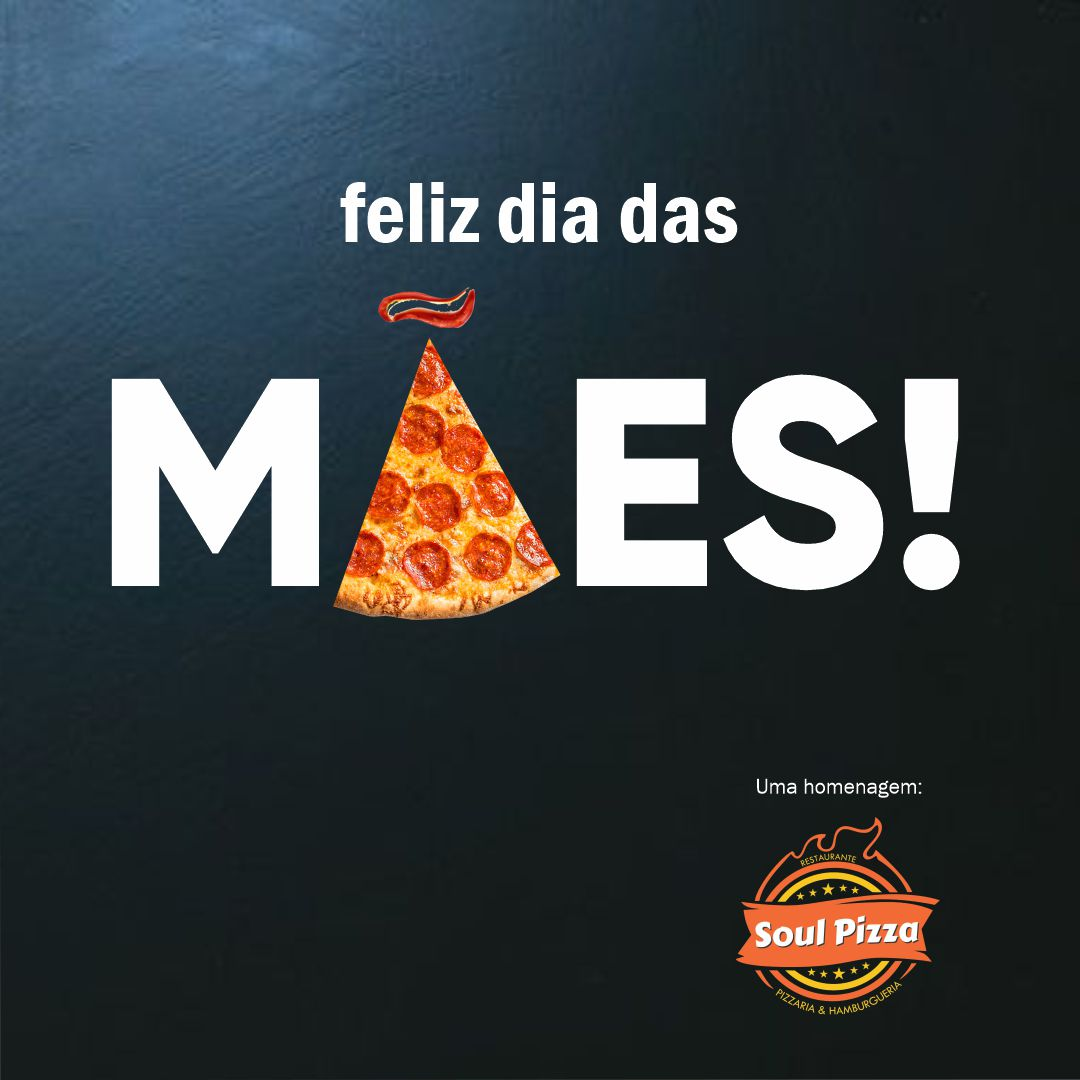 feliz dia das
MÃES!
Uma homenagem:
RESTAURANTE
Soul Pizza
PIZZARIA & HAMBURGUERIA